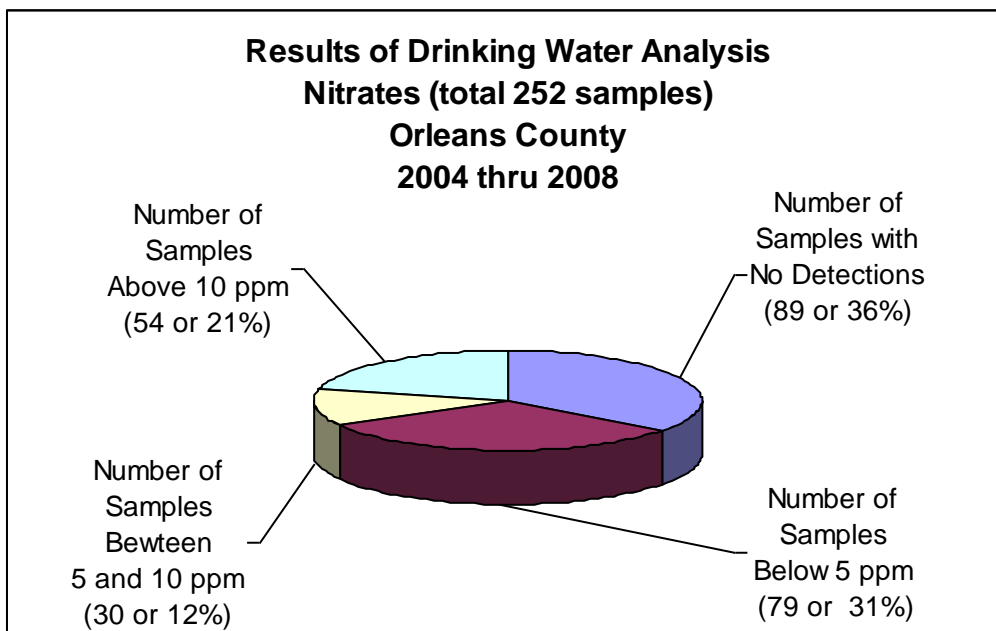 Results of Drinking Water Analysis
Nitrates (total 252 samples)
Orleans County
2004 thru 2008
Number of
Samples
Above 10 ppm
(54 or 21%)
Number of
Samples with
No Detections
(89 or 36%)
Number of
Samples
Bewteen
5 and 10 ppm
(30 or 12%)
Number of
Samples
Below 5 ppm
(79 or  31%)